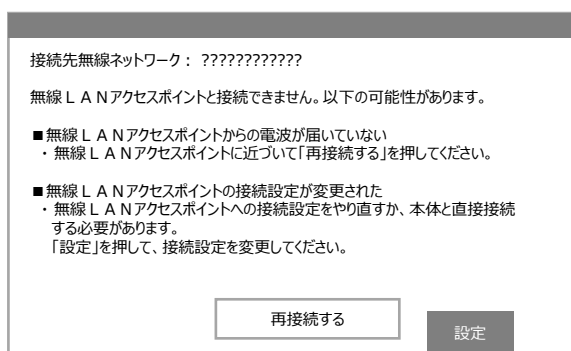 接続先無線ネットワーク： ????????????
無線ＬＡＮアクセスポイントと接続できません。以下の可能性があります。
■無線ＬＡＮアクセスポイントからの電波が届いていない
・無線ＬＡＮアクセスポイントに近づいて「再接続する」を押してください。
■無線ＬＡＮアクセスポイントの接続設定が変更された
・無線ＬＡＮアクセスポイントへの接続設定をやり直すか、本体と直接接続
する必要があります。
「設定」を押して、接続設定を変更してください。
再接続する
設定